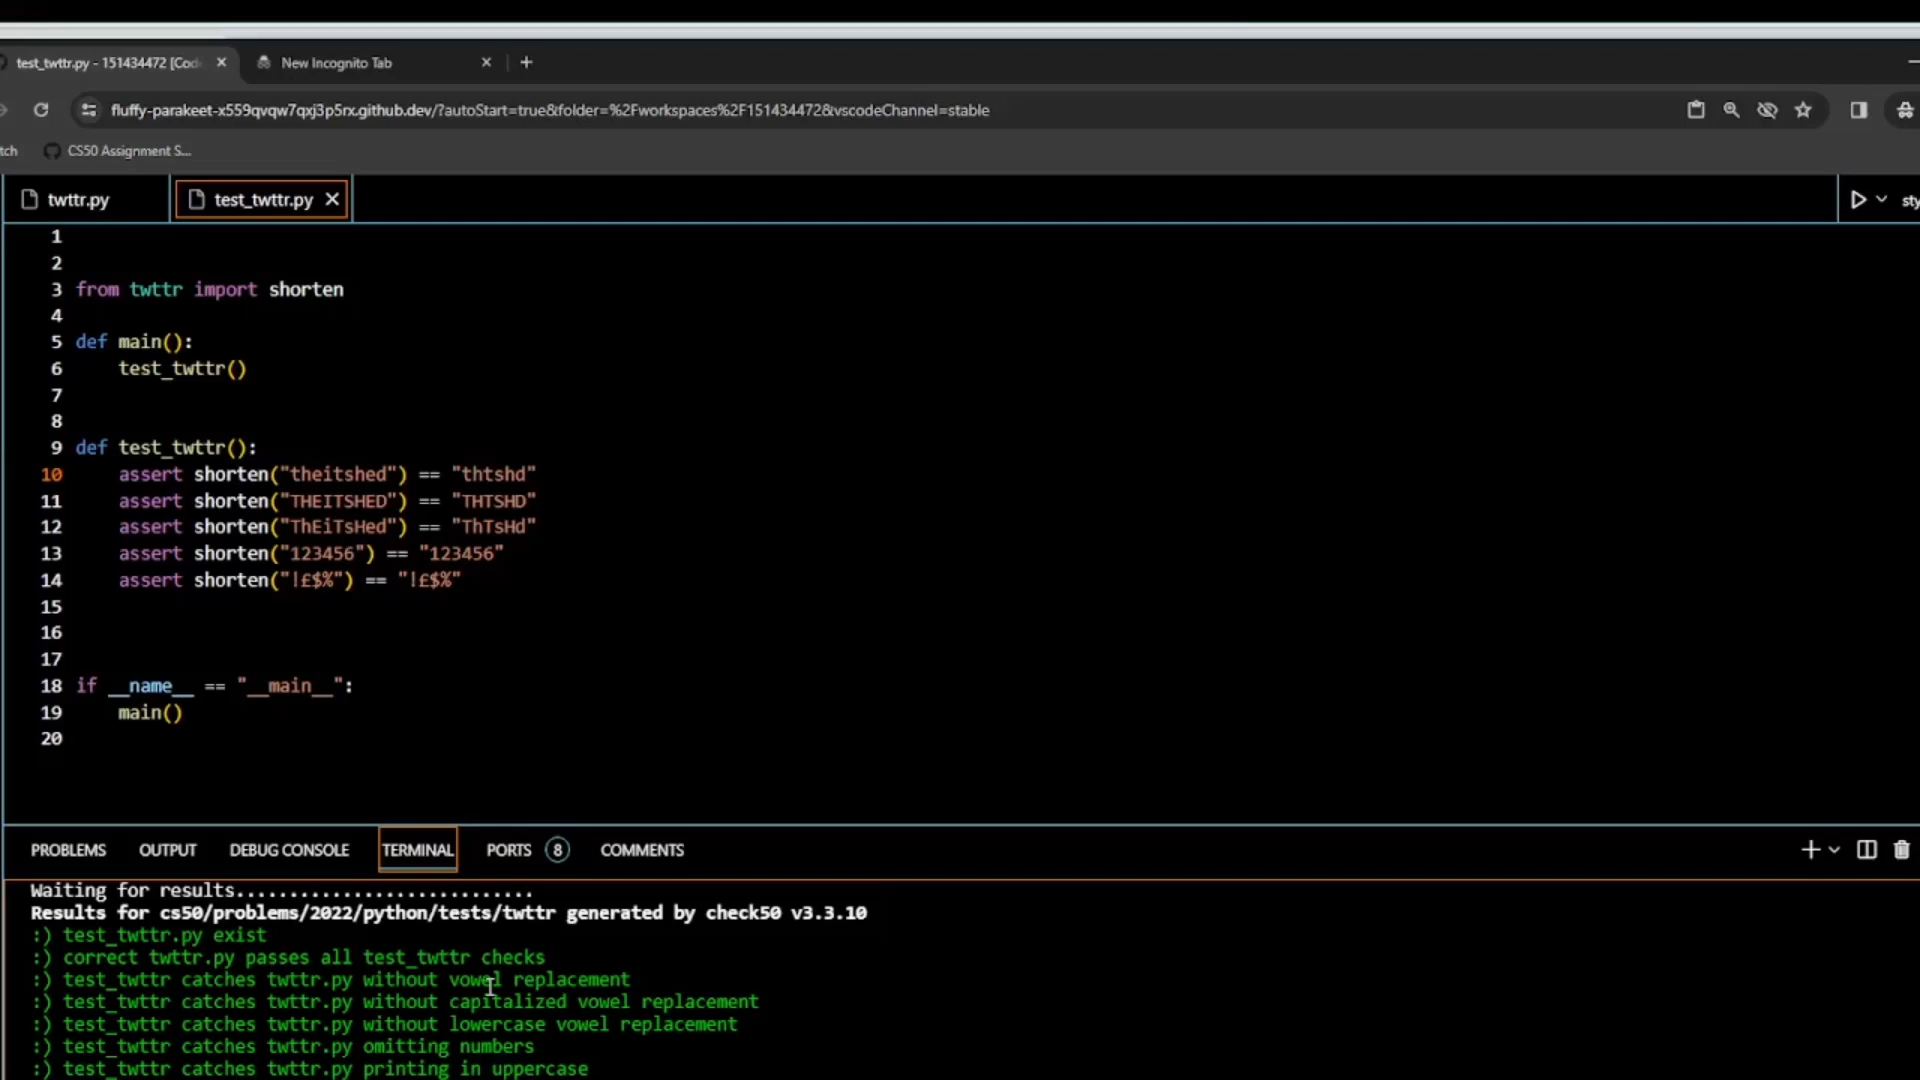 test_twttr.py - 151434472 [Cod
New Incognito Tab
fluffy-parakeet-x559qvqw7qxj3p5rx.github.dev/?autoStart=true&folder=%2Fworkspaces%2F151434472&vscodeChannel=stable
tch
CS50 Assignment S...
twttr.py
test_twttr.py
sty
1
2
3 from twttr import shorten
4
5 def main():
6 test_twttr()
7
8
9 def test_twttr():
10 assert shorten("theitshed") == "thtshd"
11 assert shorten("THEITSHED") == "THTSHD"
12 assert shorten("ThEiTsHed") == "ThTsHd"
13 assert shorten("123456") == "123456"
14 assert shorten("!£$%") == "!£$%"
15
16
17
18 if __name__ == "__main__":
19 main()
20
PROBLEMS OUTPUT DEBUG CONSOLE TERMINAL PORTS 8 COMMENTS
Waiting for results............................
Results for cs50/problems/2022/python/tests/twttr generated by check50 v3.3.10
:) test_twttr.py exist
:) correct twttr.py passes all test_twttr checks
:) test_twttr catches twttr.py without vowel replacement
:) test_twttr catches twttr.py without capitalized vowel replacement
:) test_twttr catches twttr.py without lowercase vowel replacement
:) test_twttr catches twttr.py omitting numbers
:) test_twttr catches twttr.py printing in uppercase